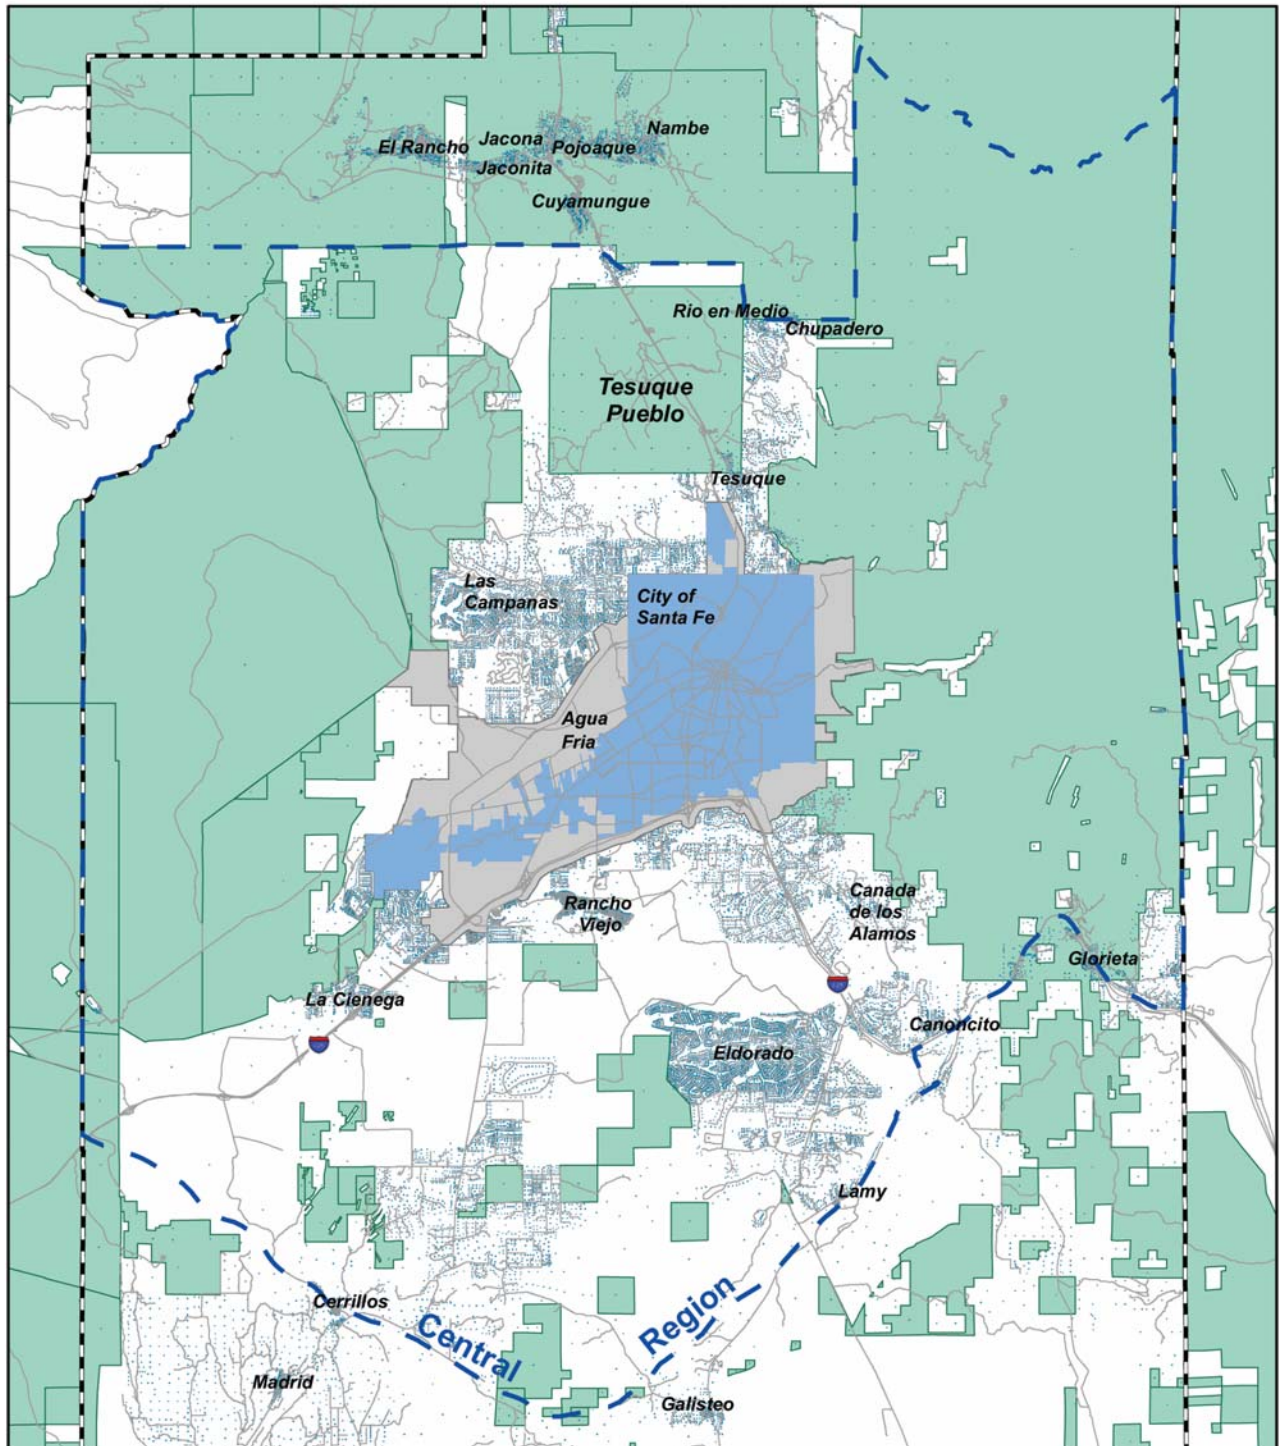 Nambe
Jacona
El Rancho
Pojoaque
Jaconita
Cuyamungue
Rio en Medio
Chupadero
Tesuque
Pueblo
Tesuque
Las
Campanas
City of
Santa Fe
Agua
Fria
Canada
de los
Alamos
Rancho
Viejo
Glorieta
La Cienega
Canoncito
Eldorado
Lamy
Cerrillos
Central
Region
Madrid
Galisteo